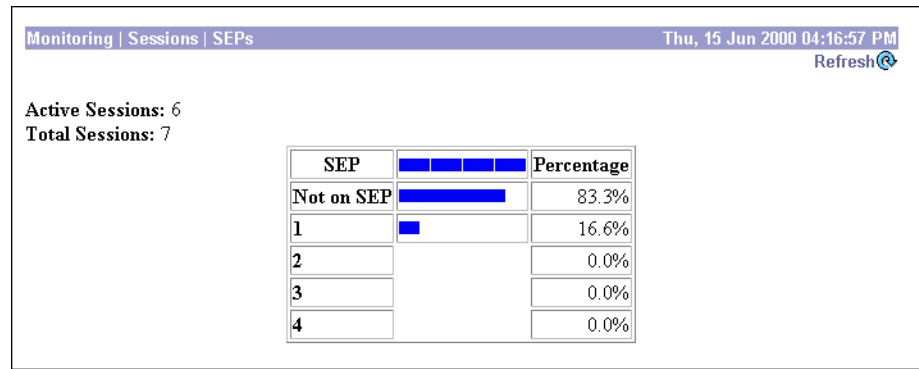 Monitoring | Sessions | SEPs Thu, 15 Jun 2000 04:16:57 PM
Refresh
Active Sessions: 6
Total Sessions: 7
SEP Percentage
Not on SEP 83.3%
1 16.6%
2 0.0%
3 0.0%
4 0.0%